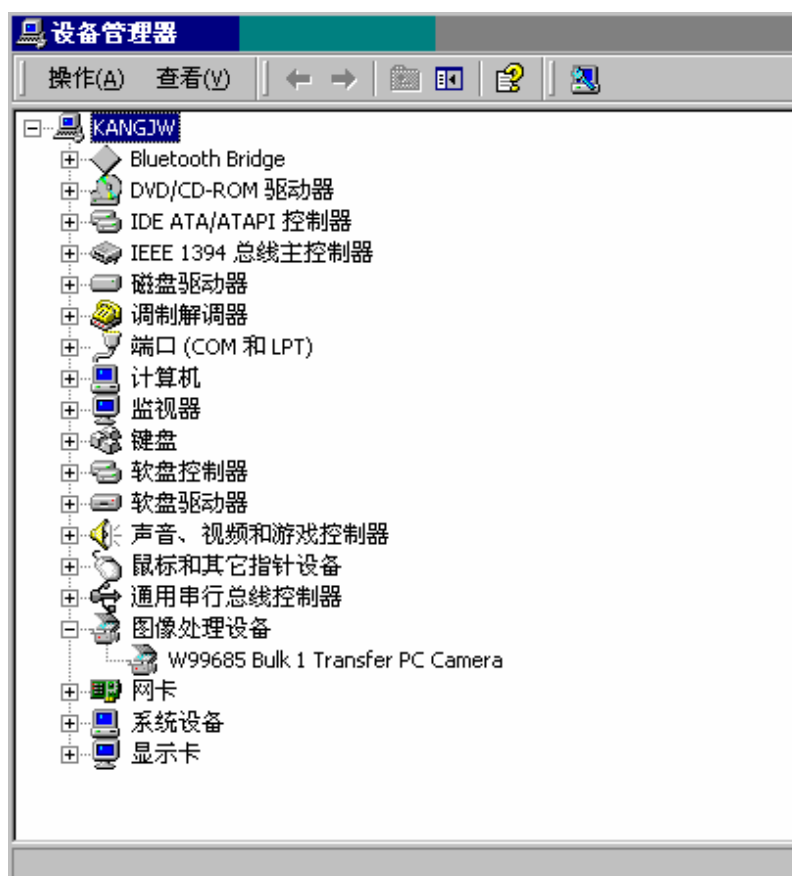 设备管理器
操作(A) 查看(V)
KANGJW
Bluetooth Bridge
DVD/CD-ROM 驱动器
IDE ATA/ATAPI 控制器
IEEE 1394 总线主控制器
磁盘驱动器
调制解调器
端口 (COM 和 LPT)
计算机
监视器
键盘
软盘控制器
软盘驱动器
声音、视频和游戏控制器
鼠标和其它指针设备
通用串行总线控制器
图像处理设备
W99685 Bulk 1 Transfer PC Camera
网卡
系统设备
显示卡